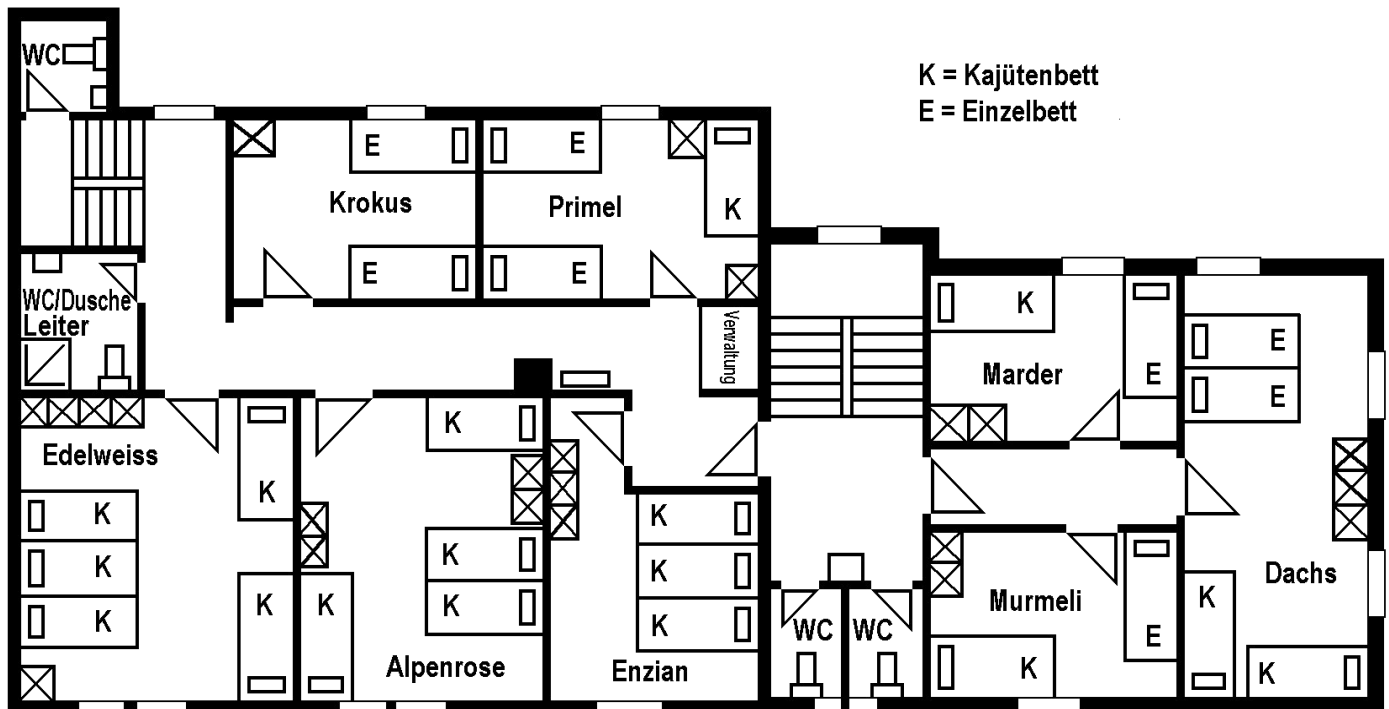 WC
K = Kajütenbett
E = Einzelbett
E
E
K
Krokus
Primel
K
E
E
WC/Dusche
Leiter
Verwaltung
K
E
Marder
E
E
K
Edelweiss
K
K
K
K
K
K
K
K
Alpenrose
K
K
K
Enzian
WC
WC
Murmeli
E
K
Dachs
K
K